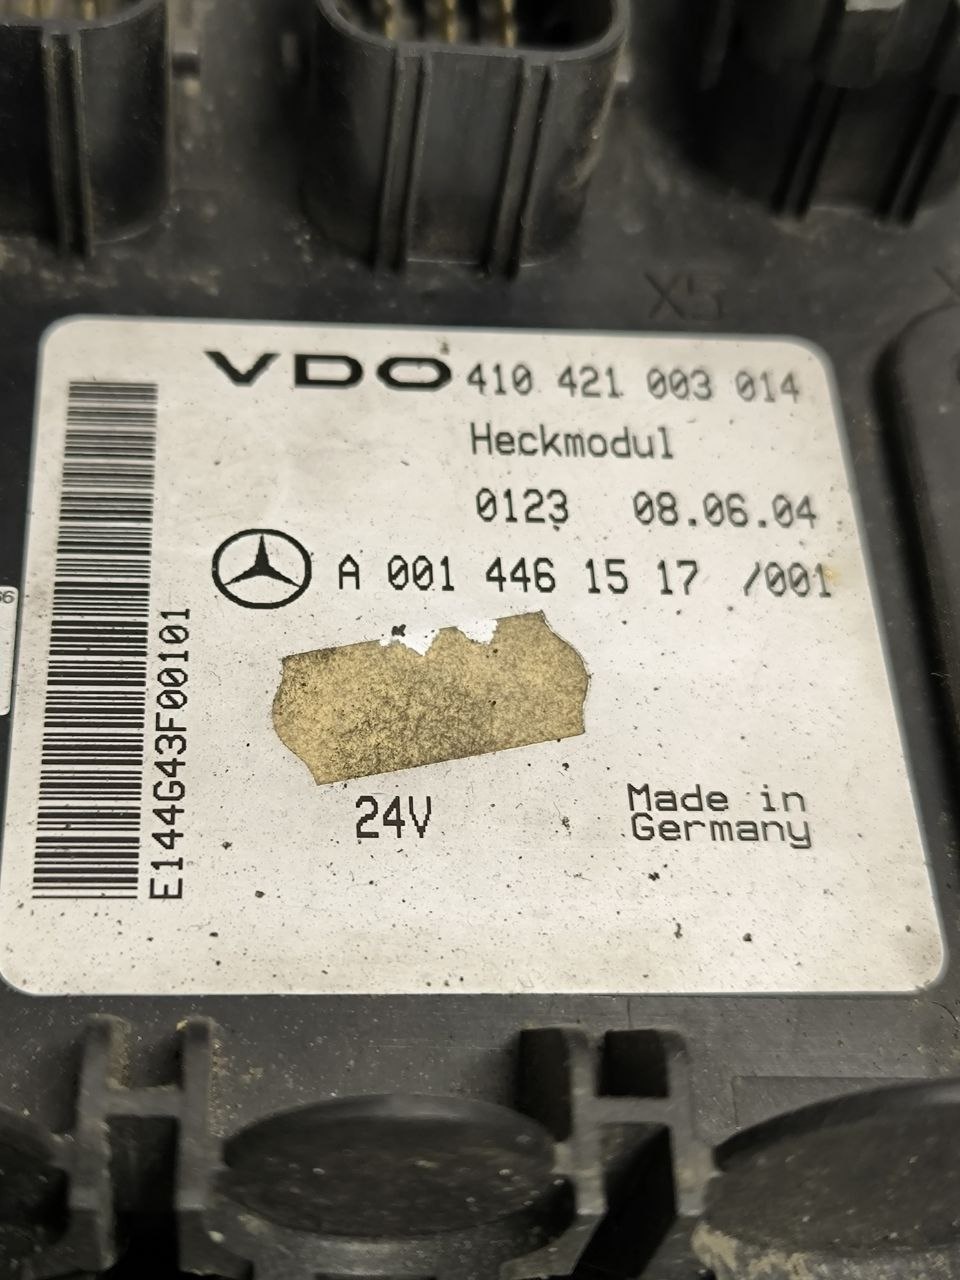 X5
VDO 410 421 003 014
Heckmodul
0123 08.06.04
A 001 446 15 17 /001
24V
Made in
Germany
E144G43F00101